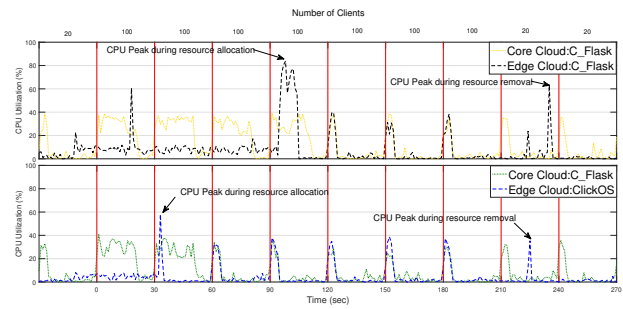 Number of Clients
20 100 100 100 100 100 100 100 20 20
CPU Peak during resource allocation
Core Cloud:C_Flask
Edge Cloud:C_Flask
CPU Peak during resource removal
CPU Utilization (%)
100
80
60
40
20
0
Core Cloud:C_Flask
Edge Cloud:ClickOS
CPU Peak during resource allocation
CPU Peak during resource removal
CPU Utilization (%)
100
80
60
40
20
0
0 30 60 90 120 150 180 210 240 270
Time (sec)